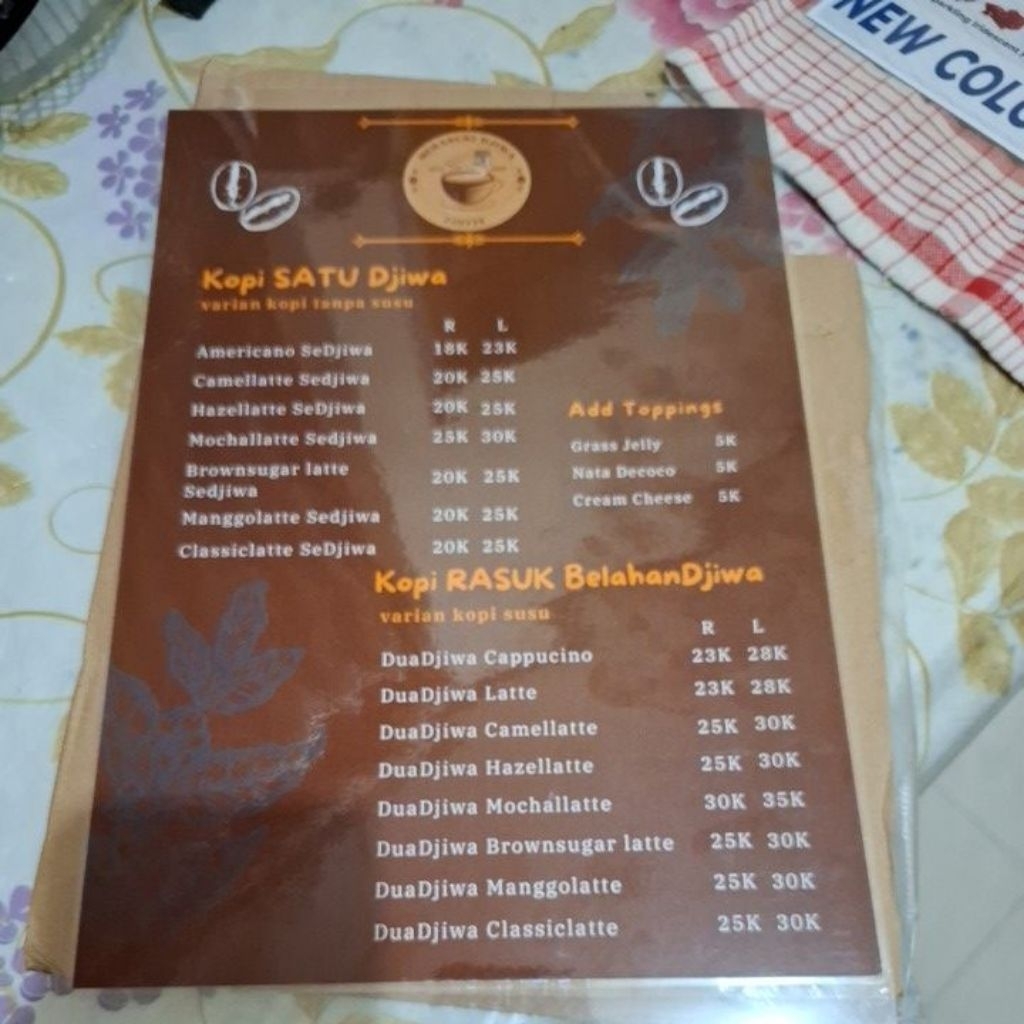 NEW COLO
Kopi SATU Djiwa
varian kopi tanpa susu
R L
Americano SeDjiwa 18K 23K
Camellatte Sedjiwa 20K 25K
Hazellatte SeDjiwa 20K 25K
Mochallatte Sedjiwa 25K 30K
Brownsugar latte
Sedjiwa 20K 25K
Manggolatte Sedjiwa 20K 25K
Classiclatte SeDjiwa 20K 25K
Add Toppings
Grass Jelly 5K
Nata Decoco 5K
Cream Cheese 5K
Kopi RASUK BelahanDjiwa
varian kopi susu
R L
DuaDjiwa Cappucino 23K 28K
DuaDjiwa Latte 23K 28K
DuaDjiwa Camellatte 25K 30K
DuaDjiwa Hazellatte 25K 30K
DuaDjiwa Mochallatte 30K 35K
DuaDjiwa Brownsugar latte 25K 30K
DuaDjiwa Manggolatte 25K 30K
DuaDjiwa Classiclatte 25K 30K